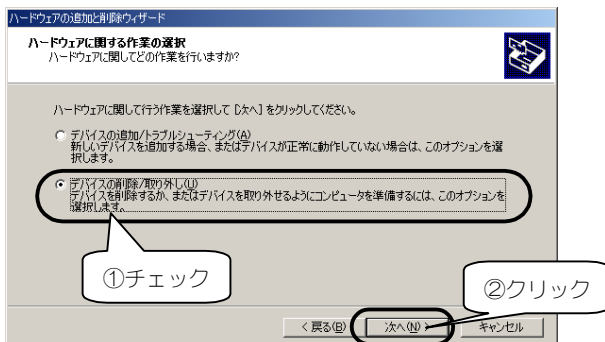 ハードウェアの追加と削除ウィザード
ハードウェアに関する作業の選択
ハードウェアに関してどの作業を行いますか?
ハードウェアに関して行う作業を選択して [次へ] をクリックしてください。
デバイスの追加/トラブルシューティング(A)
新しいデバイスを追加する場合、またはデバイスが正常に動作していない場合は、このオプションを選
択します。
デバイスの削除/取り外し(U)
デバイスを削除するか、またはデバイスを取り外せるようにコンピュータを準備するには、このオプションを
選択します。
①チェック
②クリック
< 戻る(B)
次へ(N) >
キャンセル